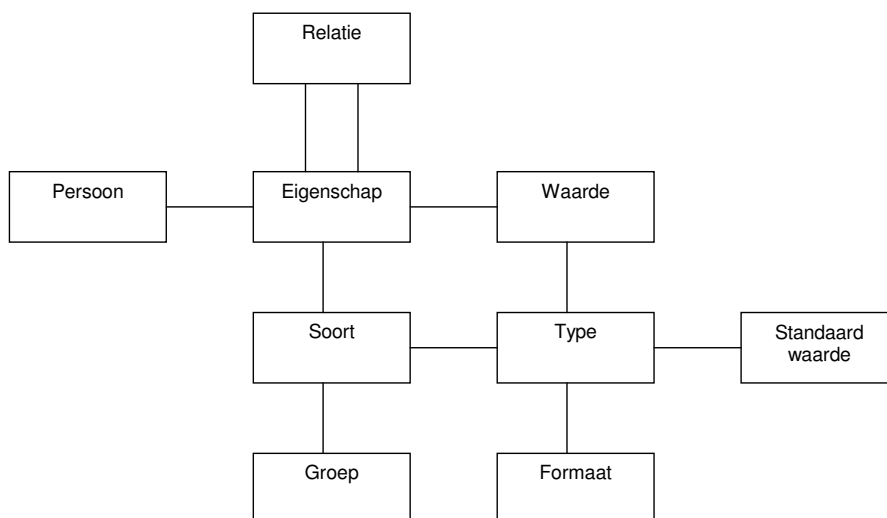 Relatie
Persoon
Eigenschap
Waarde
Soort
Type
Standaard
waarde
Groep
Formaat